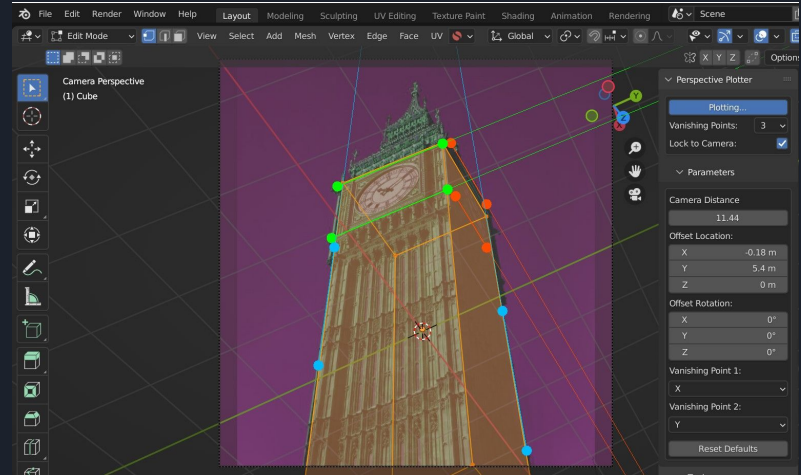 File Edit Render Window Help Layout Modeling Sculpting UV Editing Texture Paint Shading Animation Rendering Scene
Edit Mode View Select Add Mesh Vertex Edge Face UV Global
X Y Z Options
Camera Perspective
(1) Cube
Y
Z
Perspective Plotter
Plotting...
Vanishing Points: 3
Lock to Camera:
Parameters
Camera Distance
11.44
Offset Location:
X -0.18 m
Y 5.4 m
Z 0 m
Offset Rotation:
X 0°
Y 0°
Z 0°
Vanishing Point 1:
X
Vanishing Point 2:
Y
Reset Defaults